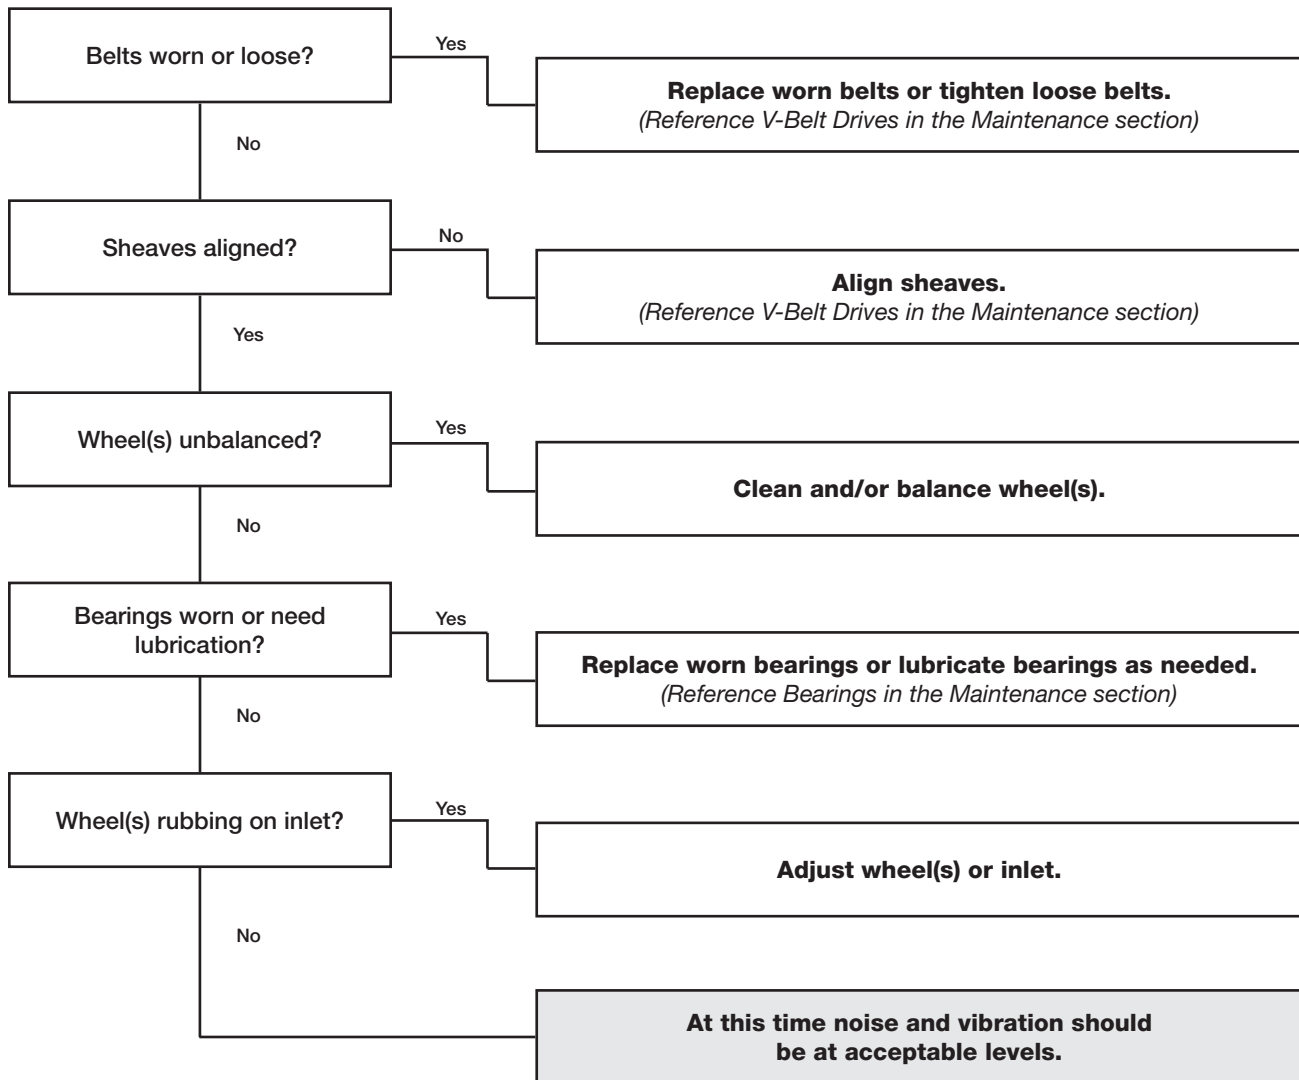 Belts worn or loose?
Yes
Replace worn belts or tighten loose belts.
(Reference V-Belt Drives in the Maintenance section)
No
Sheaves aligned?
No
Align sheaves.
(Reference V-Belt Drives in the Maintenance section)
Yes
Wheel(s) unbalanced?
Yes
Clean and/or balance wheel(s).
No
Bearings worn or need
lubrication?
Yes
Replace worn bearings or lubricate bearings as needed.
(Reference Bearings in the Maintenance section)
No
Wheel(s) rubbing on inlet?
Yes
Adjust wheel(s) or inlet.
No
At this time noise and vibration should
be at acceptable levels.